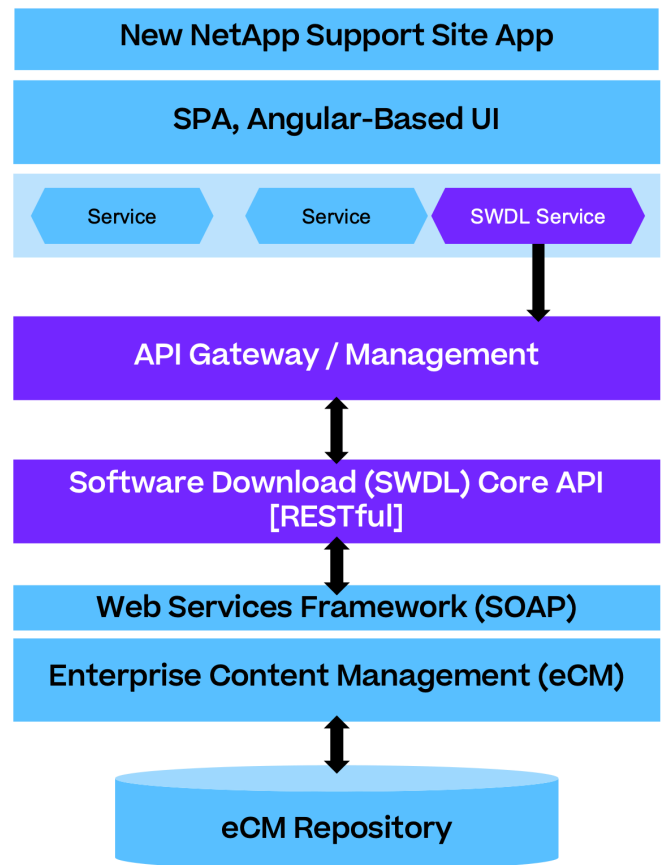 New NetApp Support Site App
SPA, Angular-Based UI
Service
Service
SWDL Service
API Gateway / Management
Software Download (SWDL) Core API
[RESTful]
Web Services Framework (SOAP)
Enterprise Content Management (eCM)
eCM Repository